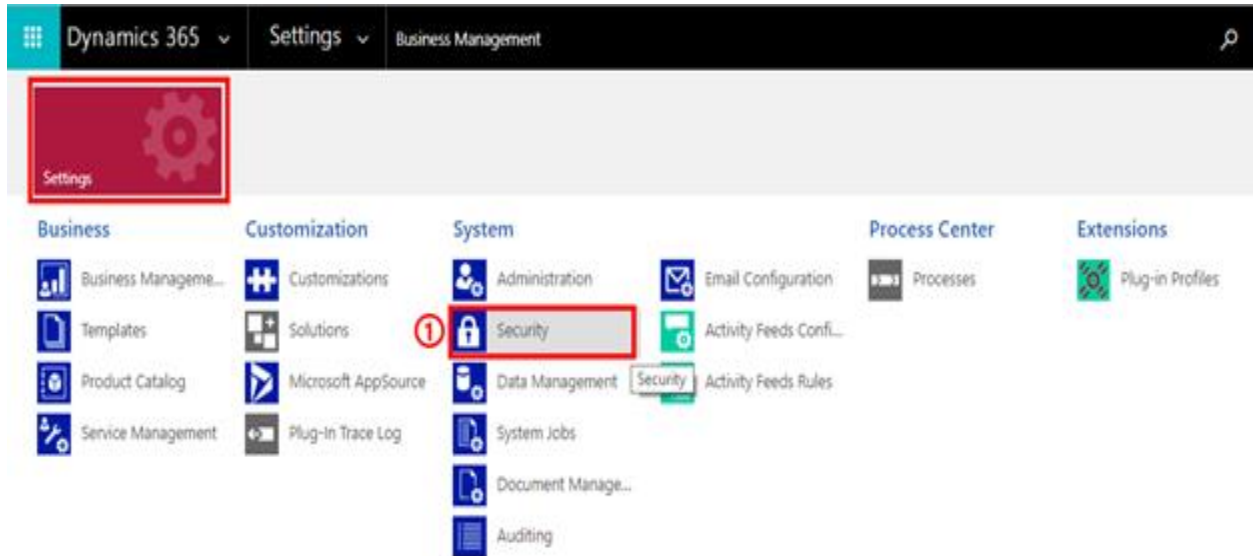 Dynamics 365 Settings Business Management
Settings
Business
Business Manageme...
Templates
Product Catalog
Service Management
Customization
Customizations
Solutions
Microsoft AppSource
Plug-In Trace Log
System
Administration
1 Security
Data Management
System Jobs
Document Manage...
Auditing
Email Configuration
Activity Feeds Confi...
Activity Feeds Rules
Security
Process Center
Processes
Extensions
Plug-in Profiles